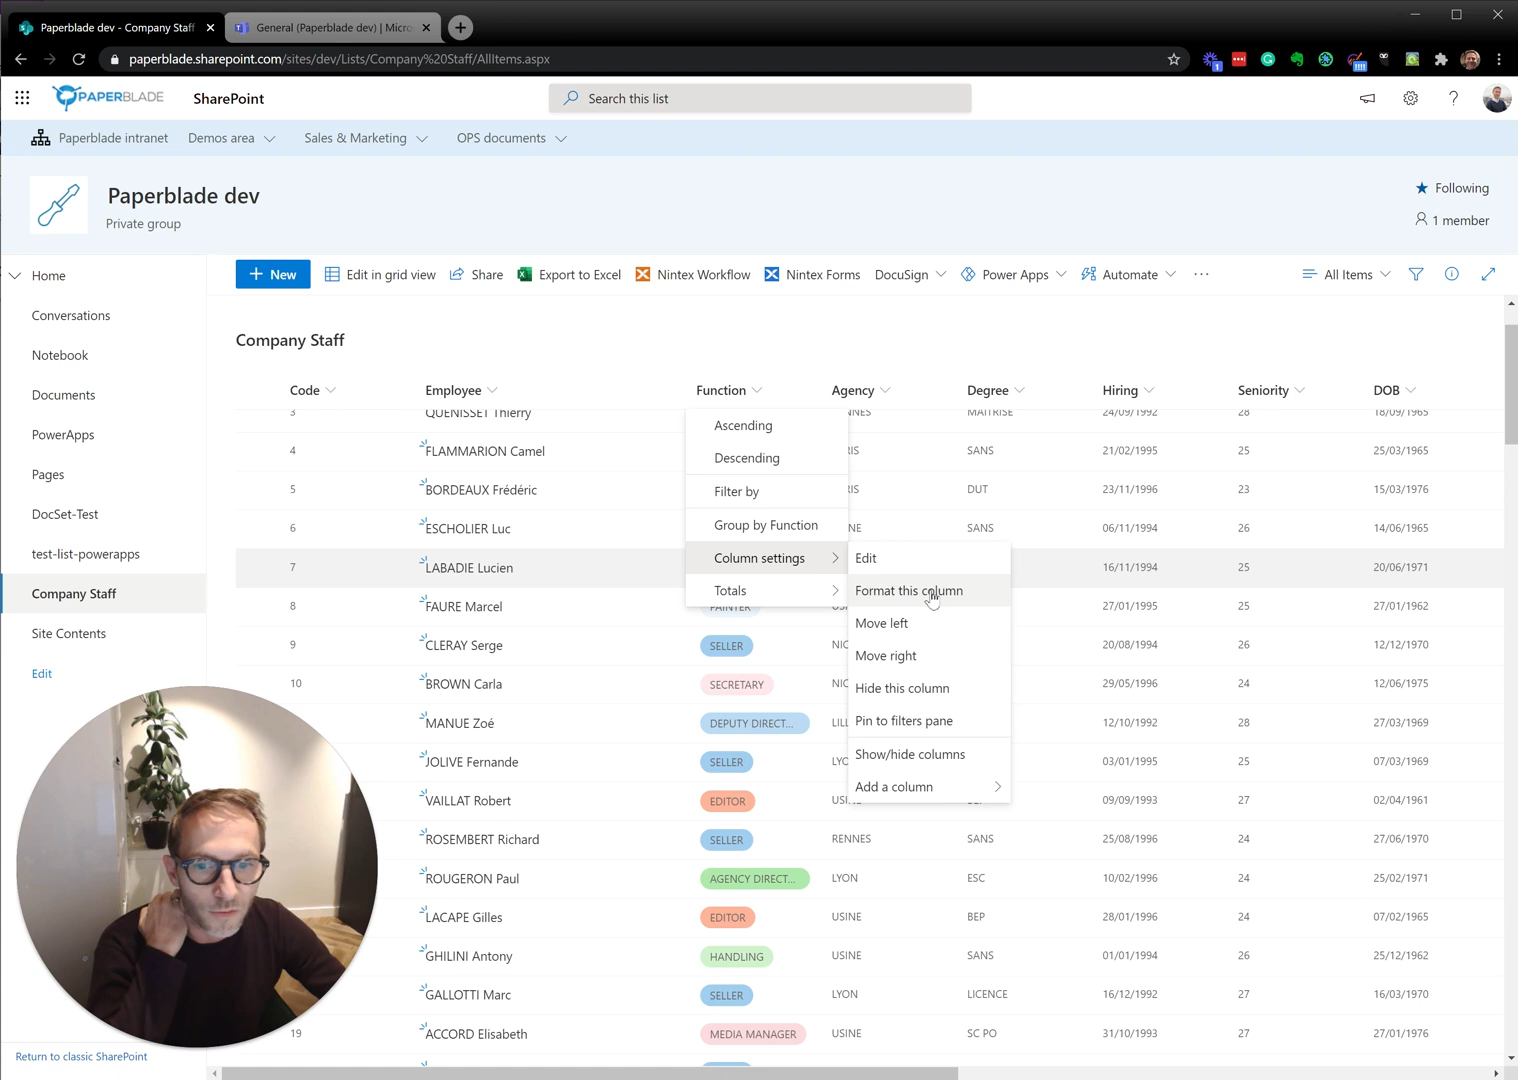 Paperblade dev - Company Staff
General (Paperblade dev) | Micro
paperblade.sharepoint.com/sites/dev/Lists/Company%20Staff/AllItems.aspx
PAPERBLADE
SharePoint
Search this list
Paperblade intranet
Demos area
Sales & Marketing
OPS documents
Paperblade dev
Private group
Following
1 member
Home
Conversations
Notebook
Documents
PowerApps
Pages
DocSet-Test
test-list-powerapps
Company Staff
Site Contents
Edit
Return to classic SharePoint
New
Edit in grid view
Share
Export to Excel
Nintex Workflow
Nintex Forms
DocuSign
Power Apps
Automate
All Items
Company Staff
Code Employee Function Agency Degree Hiring Seniority DOB
3 QUENISSET Thierry NNES MAITRISE 24/09/1992 28 18/09/1965
4 FLAMMARION Camel RIS SANS 21/02/1995 25 25/03/1965
5 BORDEAUX Frédéric RIS DUT 23/11/1996 23 15/03/1976
6 ESCHOLIER Luc NE SANS 06/11/1994 26 14/06/1965
7 LABADIE Lucien 16/11/1994 25 20/06/1971
8 FAURE Marcel PAINTER 27/01/1995 25 27/01/1962
9 CLERAY Serge SELLER NIC 20/08/1994 26 12/12/1970
10 BROWN Carla SECRETARY NIC 29/05/1996 24 12/06/1975
MANUE Zoé DEPUTY DIRECT... LILL 12/10/1992 28 27/03/1969
JOLIVE Fernande SELLER LYO 03/01/1995 25 07/03/1969
VAILLAT Robert EDITOR USI 09/09/1993 27 02/04/1961
ROSEMBERT Richard SELLER RENNES SANS 25/08/1996 24 27/06/1970
ROUGERON Paul AGENCY DIRECT... LYON ESC 10/02/1996 24 25/02/1971
LACAPE Gilles EDITOR USINE BEP 28/01/1996 24 07/02/1965
GHILINI Antony HANDLING USINE SANS 01/01/1994 26 25/12/1962
GALLOTTI Marc SELLER LYON LICENCE 16/12/1992 27 16/03/1970
19 ACCORD Elisabeth MEDIA MANAGER USINE SC PO 31/10/1993 27 27/01/1976
Ascending
Descending
Filter by
Group by Function
Column settings
Totals
Edit
Format this column
Move left
Move right
Hide this column
Pin to filters pane
Show/hide columns
Add a column